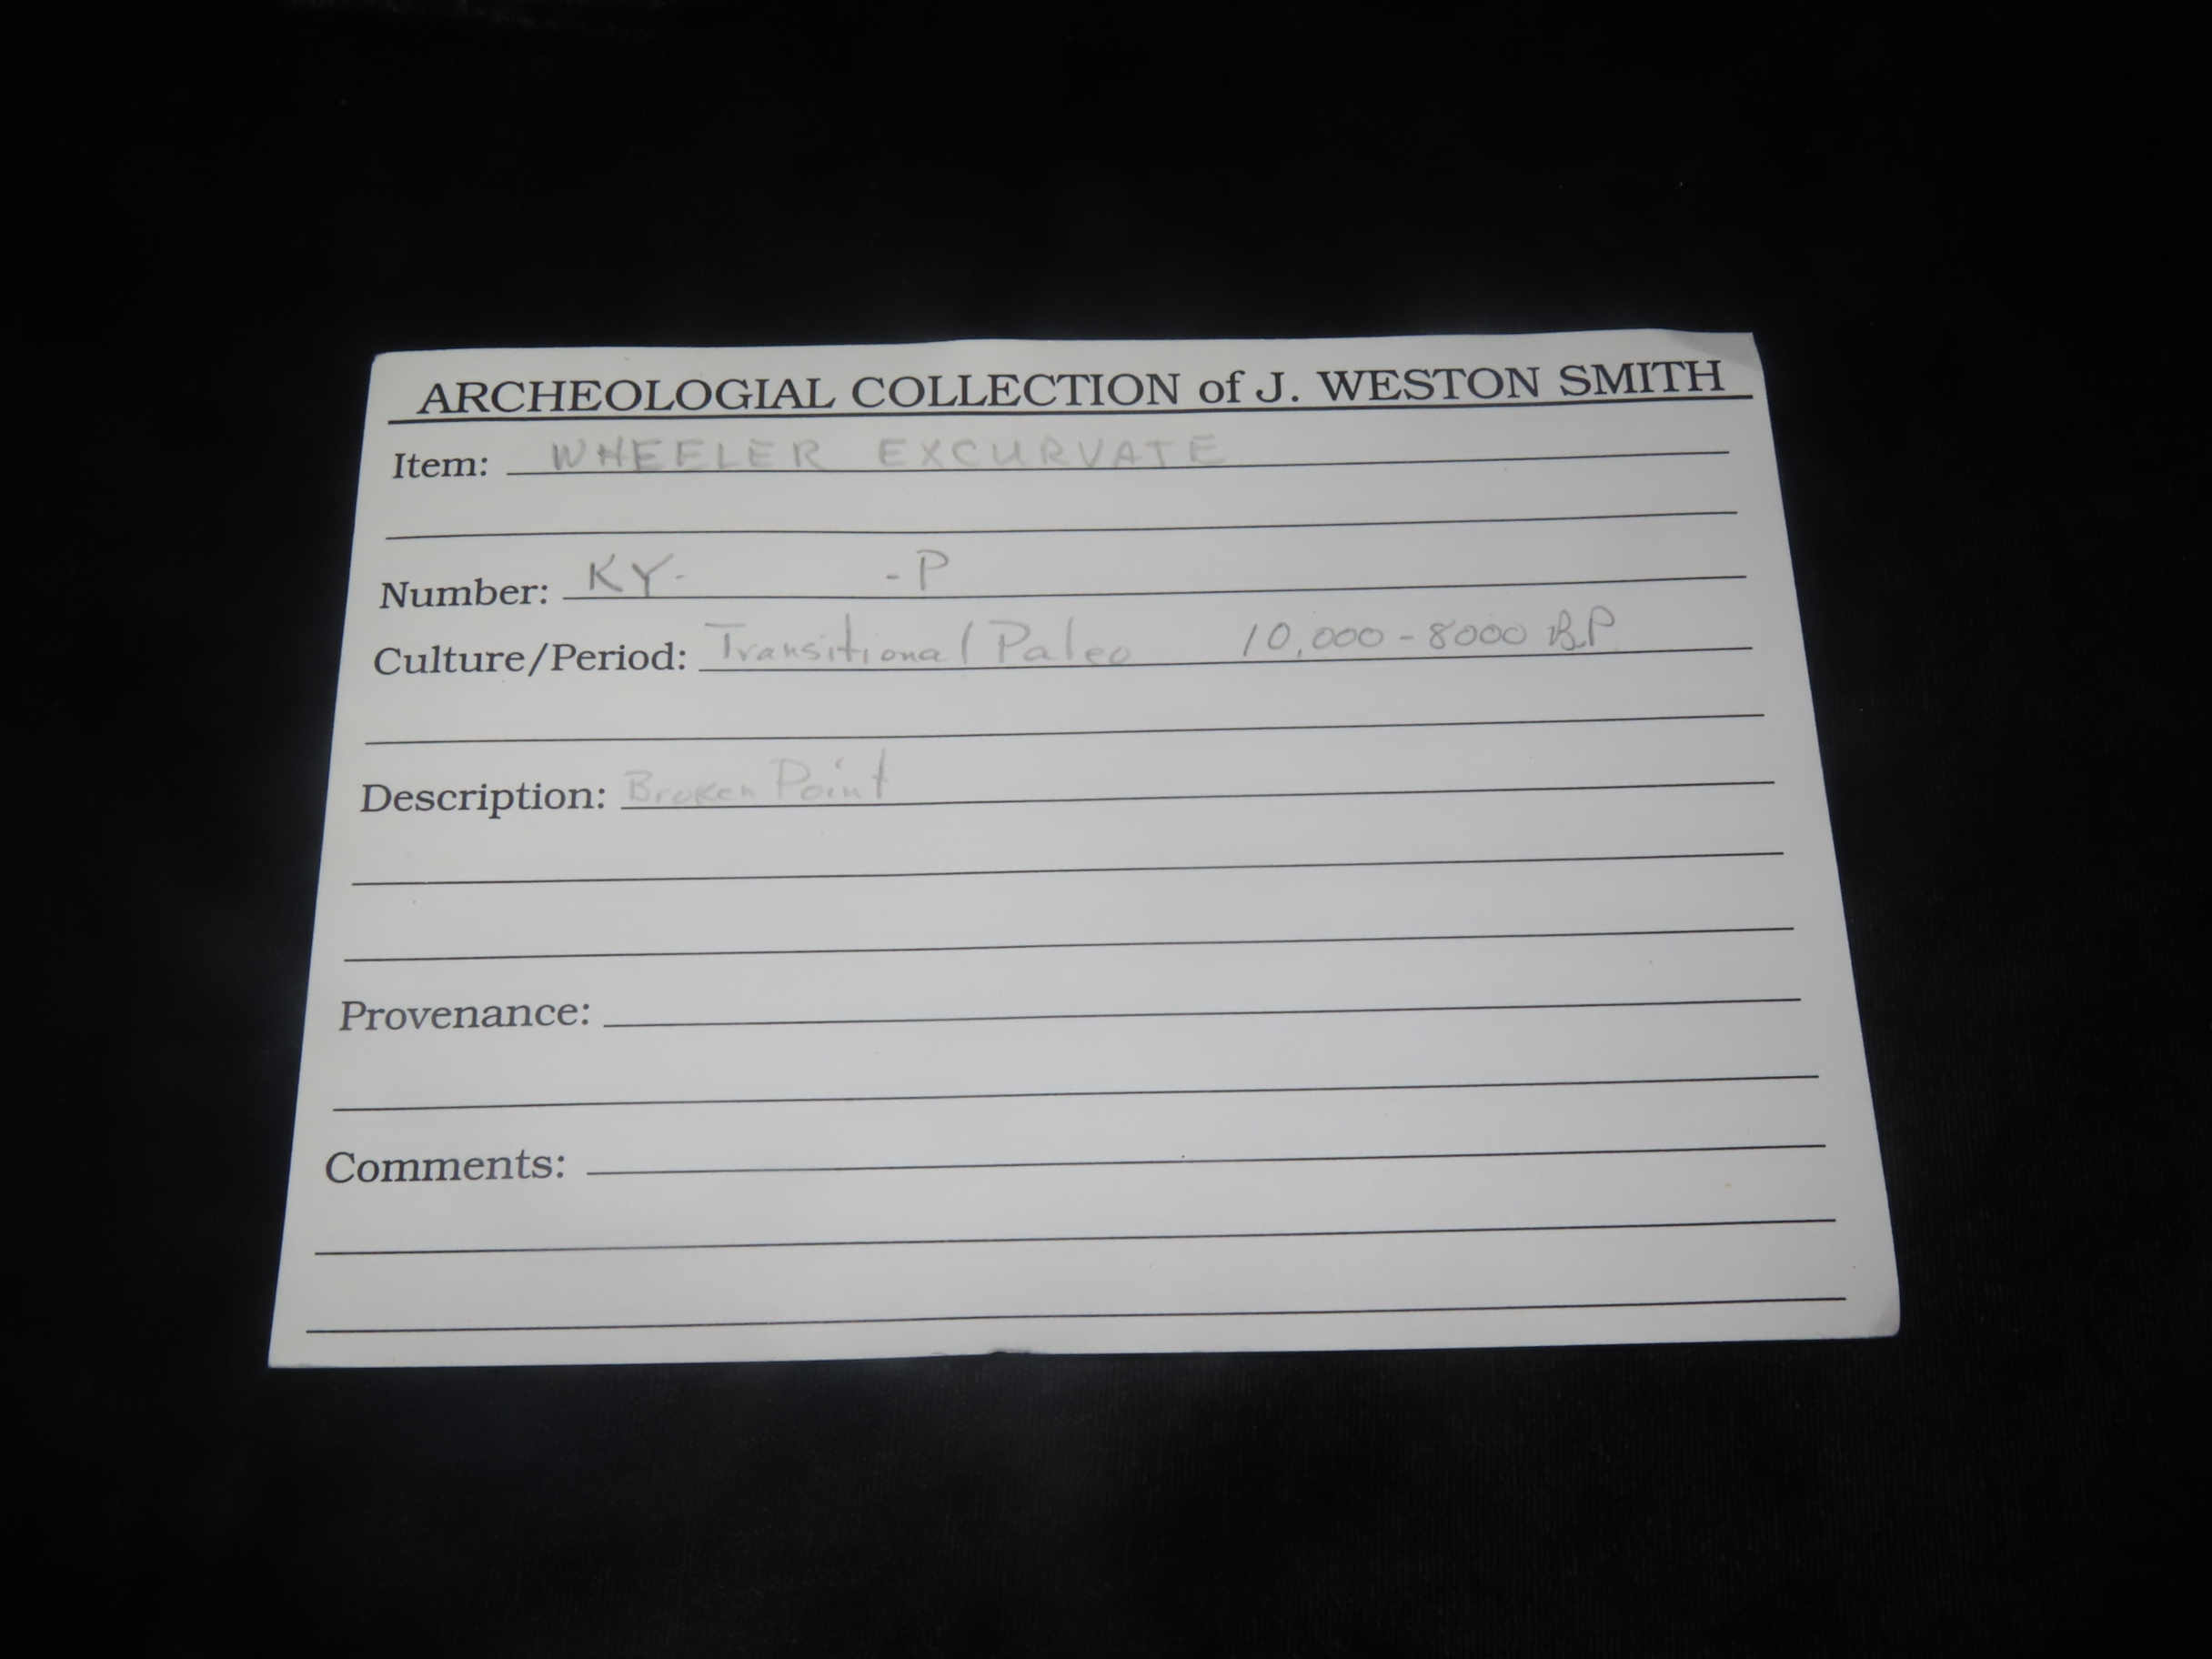 ARCHEOLOGIAL COLLECTION of J. WESTON SMITH
Item: WHEELER EXCURVATE
Number: KY- -P
Culture/Period: Transitional Paleo 10,000-8000 BP
Description: Broken Point
Provenance:
Comments: